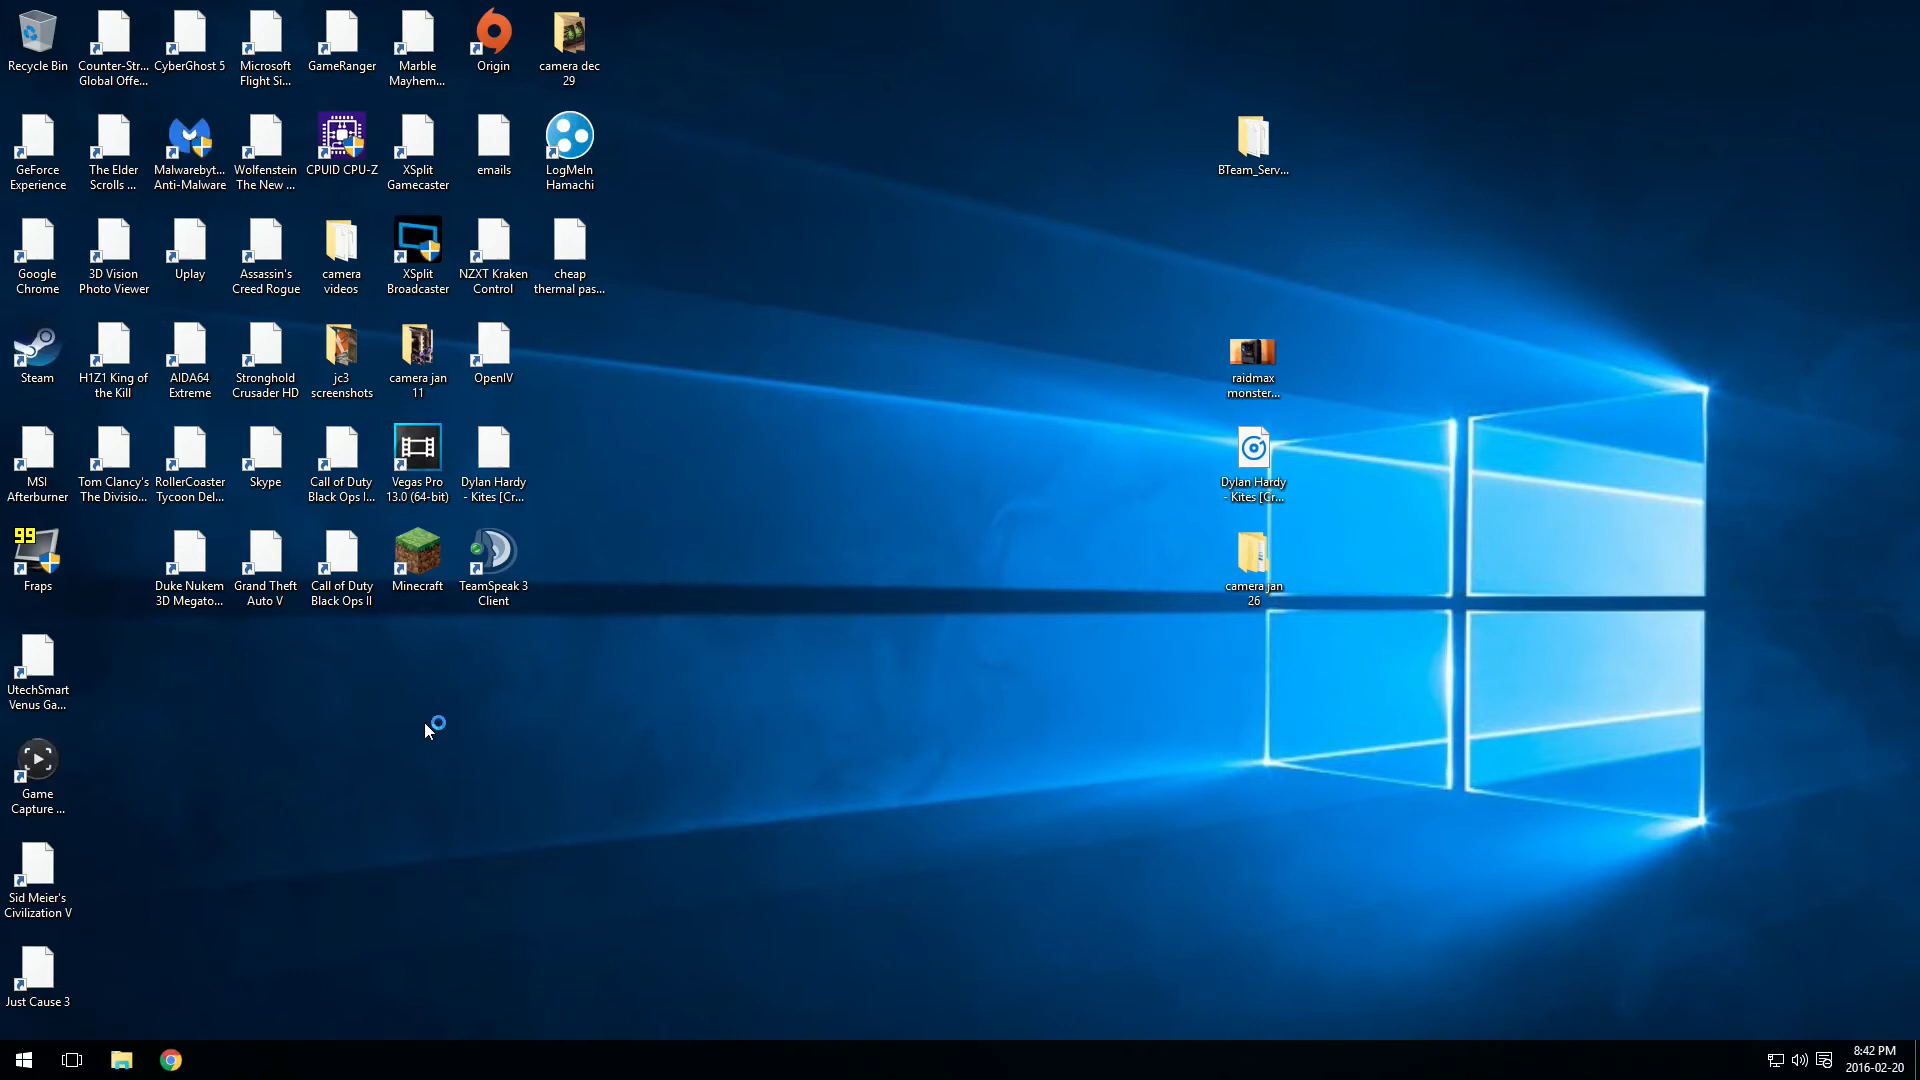 Recycle Bin
Counter-Str...
Global Offe...
CyberGhost 5
Microsoft
Flight Si...
GameRanger
Marble
Mayhem...
Origin
camera dec
29
GeForce
Experience
The Elder
Scrolls ...
Malwarebyt...
Anti-Malware
Wolfenstein
The New ...
CPUID CPU-Z
XSplit
Gamecaster
emails
LogMeIn
Hamachi
BTeam_Serv...
Google
Chrome
3D Vision
Photo Viewer
Uplay
Assassin's
Creed Rogue
camera
videos
XSplit
Broadcaster
NZXT Kraken
Control
cheap
thermal pas...
Steam
H1Z1 King of
the Kill
AIDA64
Extreme
Stronghold
Crusader HD
jc3
screenshots
camera jan
11
OpenIV
raidmax
monster...
MSI
Afterburner
Tom Clancy's
The Divisio...
RollerCoaster
Tycoon Del...
Skype
Call of Duty
Black Ops I...
Vegas Pro
13.0 (64-bit)
Dylan Hardy
- Kites [Cr...
Dylan Hardy
- Kites [Cr...
99
Fraps
Duke Nukem
3D Megato...
Grand Theft
Auto V
Call of Duty
Black Ops II
Minecraft
TeamSpeak 3
Client
camera jan
26
UtechSmart
Venus Ga...
Game
Capture ...
Sid Meier's
Civilization V
Just Cause 3
8:42 PM
2016-02-20